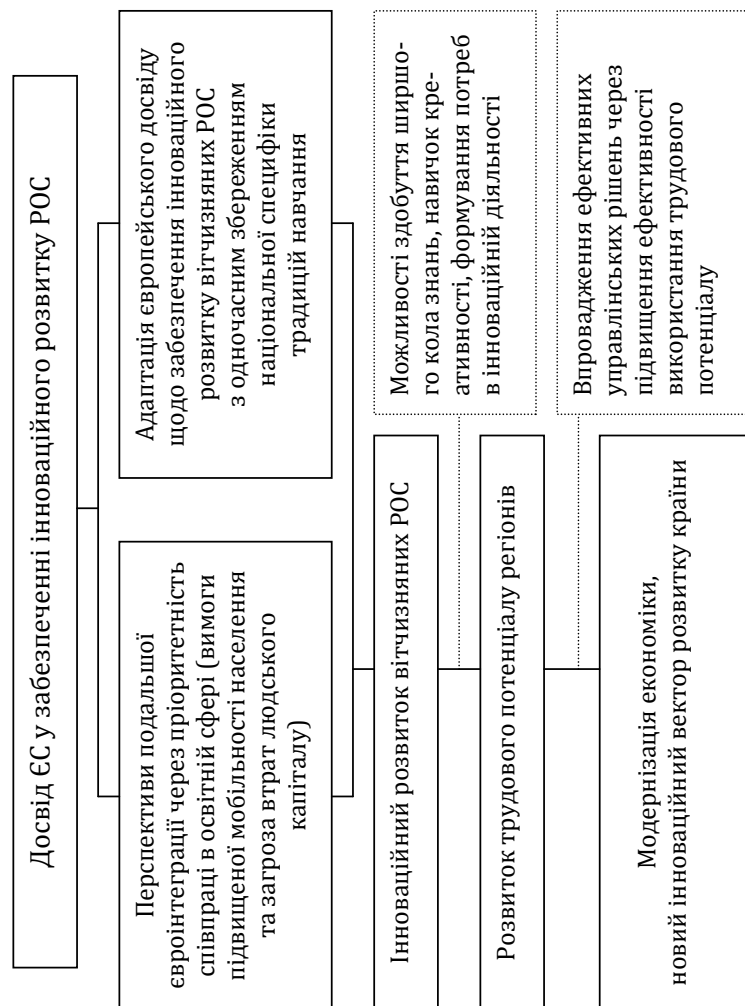 Досвід ЄС у забезпеченні інноваційного розвитку РОС
Перспективи подальшої
євроінтеграції через пріоритетність
співпраці в освітній сфері (вимоги
підвищеної мобільності населення
та загроза втрат людського
капіталу)
Адаптація європейського досвіду
щодо забезпечення інноваційного
розвитку вітчизняних РОС
з одночасним збереженням
національної специфіки
традицій навчання
Інноваційний розвиток вітчизняних РОС
Можливості здобуття ширшо-
го кола знань, навичок кре-
ативності, формування потреб
в інноваційній діяльності
Розвиток трудового потенціалу регіонів
Впровадження ефективних
управлінських рішень через
підвищення ефективності
використання трудового
потенціалу
Модернізація економіки,
новий інноваційний вектор розвитку країни